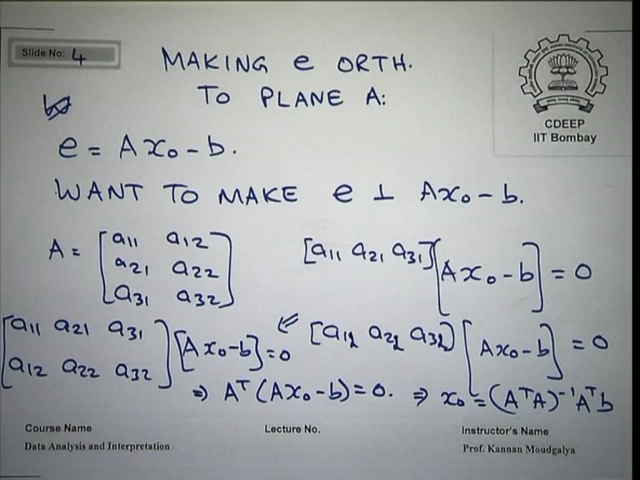 Slide No: 4
MAKING e ORTH.
TO PLANE A:
CDEEP
IIT Bombay
e = Ax₀ - b.
WANT TO MAKE e ⊥ Ax₀ - b.
A = [a11 a12
a21 a22
a31 a32]
[a11 a21 a31][Ax₀ - b] = 0
[a11 a21 a31
a12 a22 a32] [Ax₀-b] = 0
⇐ [a12 a22 a32] [Ax₀ - b] = 0
⇒ Aᵀ(Ax₀-b) = 0. ⇒ x₀ = (AᵀA)⁻¹Aᵀb
Course Name
Data Analysis and Interpretation
Lecture No.
Instructor's Name
Prof. Kannan Moudgalya